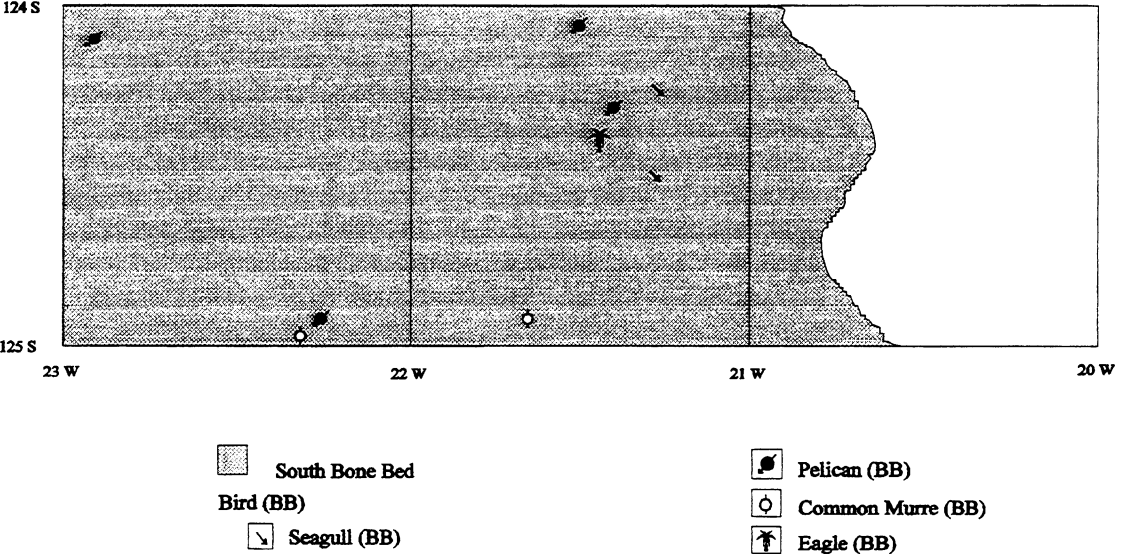 124 S
125 S
23 W
22 W
21 W
20 W
South Bone Bed
Bird (BB)
Seagull (BB)
Pelican (BB)
Common Murre (BB)
Eagle (BB)